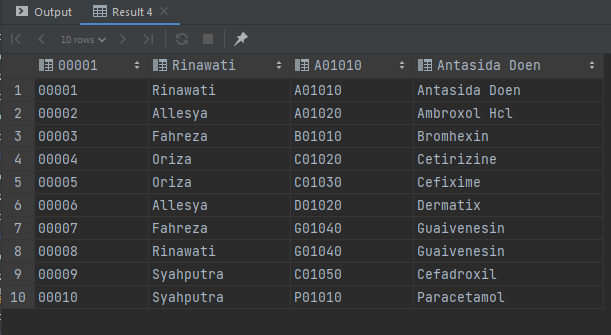 Output Result 4
10 rows
00001 Rinawati A01010 Antasida Doen
1 00001 Rinawati A01010 Antasida Doen
2 00002 Allesya A01020 Ambroxol Hcl
3 00003 Fahreza B01010 Bromhexin
4 00004 Oriza C01020 Cetirizine
5 00005 Oriza C01030 Cefixime
6 00006 Allesya D01020 Dermatix
7 00007 Fahreza G01040 Guaivenesin
8 00008 Rinawati G01040 Guaivenesin
9 00009 Syahputra C01050 Cefadroxil
10 00010 Syahputra P01010 Paracetamol